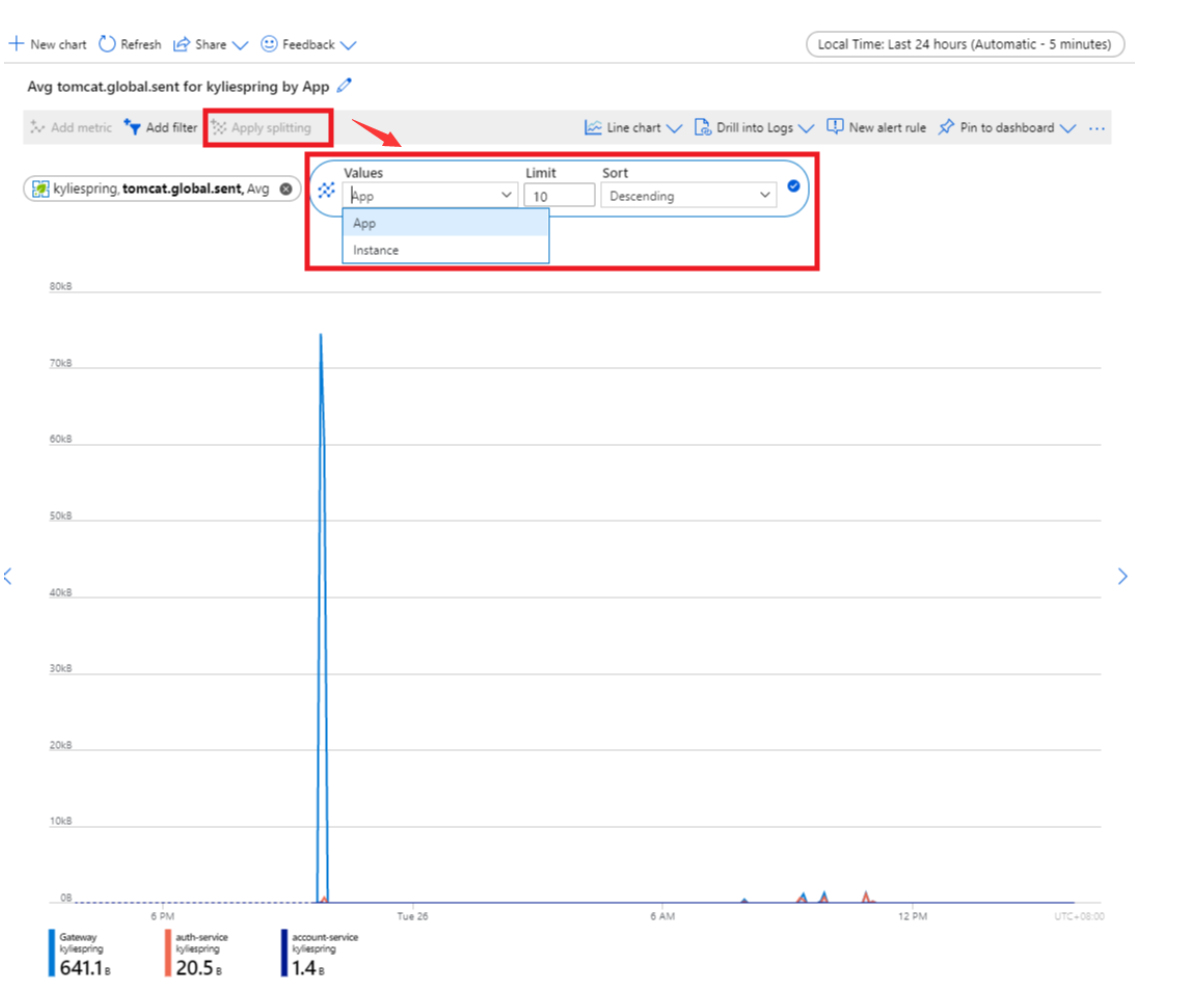 New chart Refresh Share Feedback Local Time: Last 24 hours (Automatic - 5 minutes)
Avg tomcat.global.sent for kyliespring by App
Add metric Add filter Apply splitting Line chart Drill into Logs New alert rule Pin to dashboard ...
Values Limit Sort
kyliespring, tomcat.global.sent, Avg App 10 Descending
App
Instance
80kB
70kB
60kB
50kB
40kB
30kB
20kB
10kB
0B
6 PM Tue 26 6 AM 12 PM UTC+08:00
Gateway auth-service account-service
kyliespring kyliespring kyliespring
641.1 B 20.5 B 1.4 B